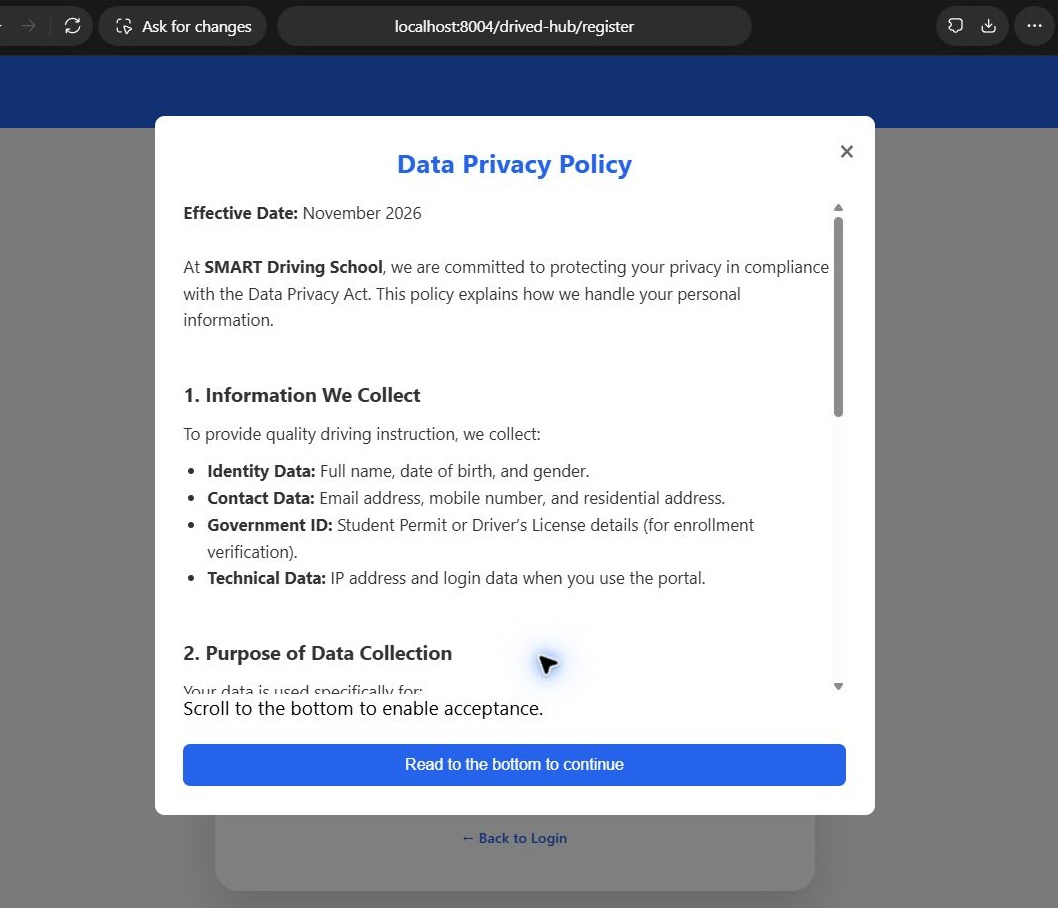 Ask for changes
localhost:8004/drived-hub/register
Data Privacy Policy
Effective Date: November 2026
At SMART Driving School, we are committed to protecting your privacy in compliance
with the Data Privacy Act. This policy explains how we handle your personal
information.
1. Information We Collect
To provide quality driving instruction, we collect:
• Identity Data: Full name, date of birth, and gender.
• Contact Data: Email address, mobile number, and residential address.
• Government ID: Student Permit or Driver’s License details (for enrollment
verification).
• Technical Data: IP address and login data when you use the portal.
2. Purpose of Data Collection
Your data is used specifically for:
Scroll to the bottom to enable acceptance.
Read to the bottom to continue
← Back to Login